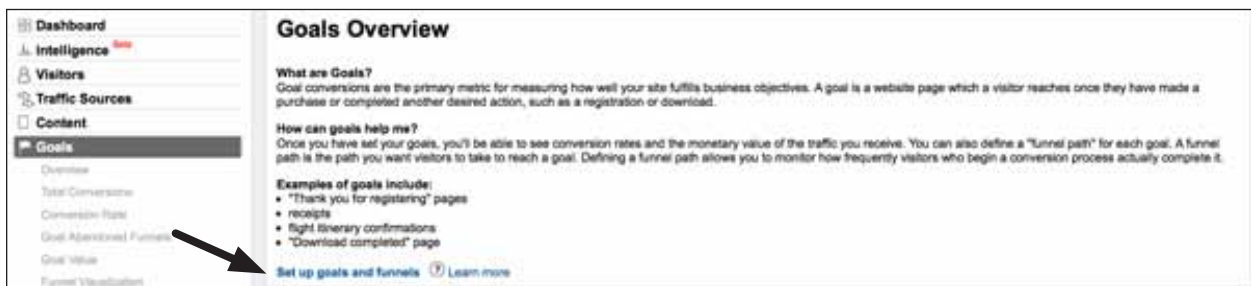 Dashboard
Intelligence Beta
Visitors
Traffic Sources
Content
Goals
Overview
Total Conversions
Conversion Rate
Goal Abandoned Funnels
Goal Value
Funnel Visualization
Goals Overview
What are Goals?
Goal conversions are the primary metric for measuring how well your site fulfills business objectives. A goal is a website page which a visitor reaches once they have made a
purchase or completed another desired action, such as a registration or download.
How can goals help me?
Once you have set your goals, you'll be able to see conversion rates and the monetary value of the traffic you receive. You can also define a "funnel path" for each goal. A funnel
path is the path you want visitors to take to reach a goal. Defining a funnel path allows you to monitor how frequently visitors who begin a conversion process actually complete it.
Examples of goals include:
• "Thank you for registering" pages
• receipts
• flight itinerary confirmations
• "Download completed" page
Set up goals and funnels ? Learn more